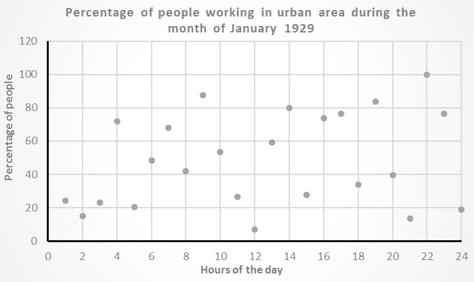 Percentage of people working in urban area during the
month of January 1929
120
100
80
60
40
20
0
Percentage of people
0 2 4 6 8 10 12 14 16 18 20 22 24
Hours of the day